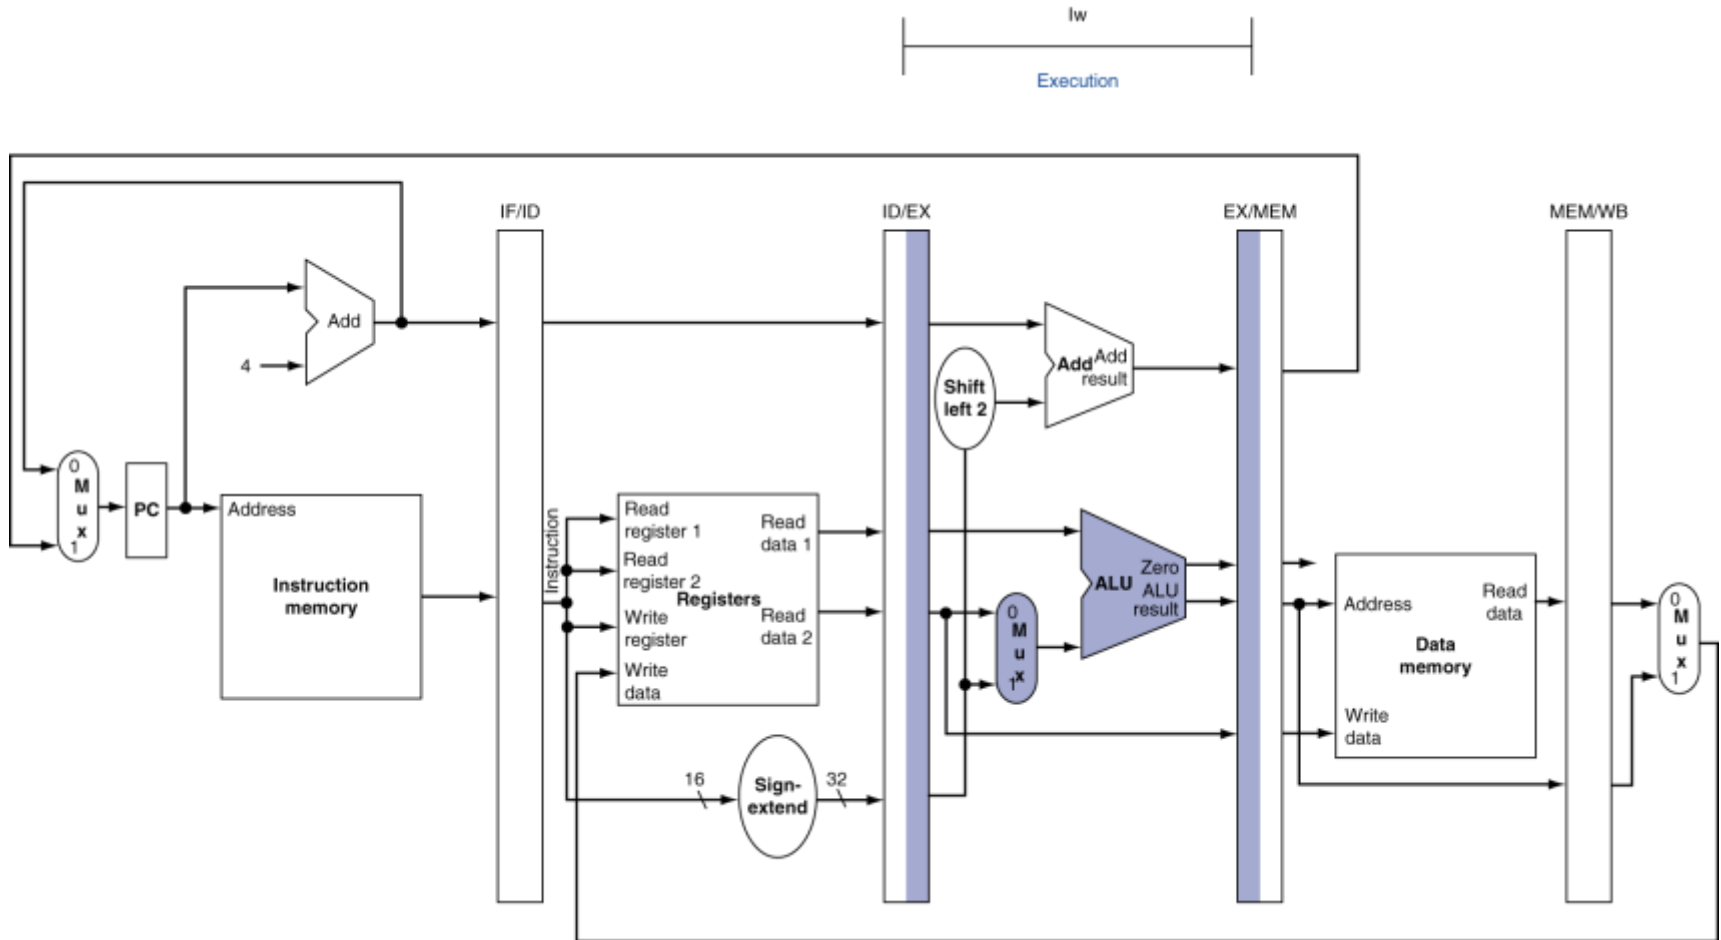 lw
Execution
IF/ID
ID/EX
EX/MEM
MEM/WB
Add
4
Add
Add
result
Shift
left 2
0
M
u
x
1
PC
Address
Instruction
memory
Instruction
Read
register 1
Read
register 2
Write
register
Write
data
Registers
Read
data 1
Read
data 2
0
M
u
x
1
ALU
Zero
ALU
result
Address
Read
data
Data
memory
Write
data
0
M
u
x
1
16
Sign-
extend
32